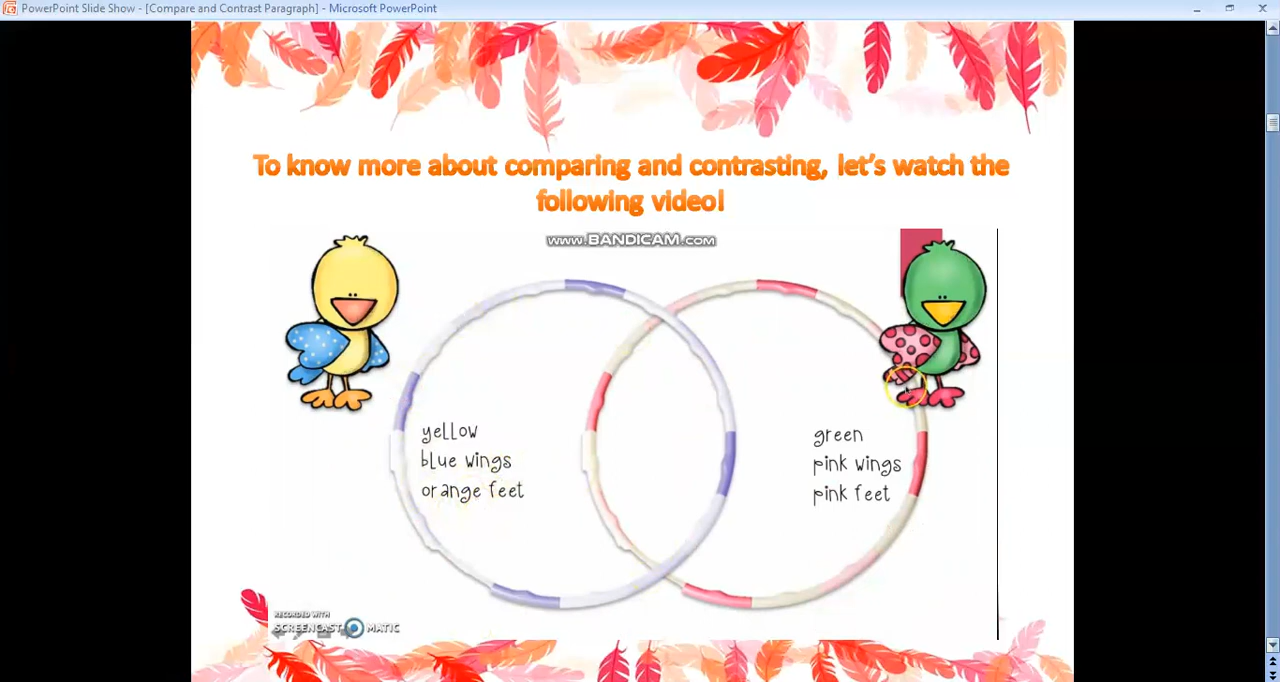 PowerPoint Slide Show - [Compare and Contrast Paragraph] - Microsoft PowerPoint
To know more about comparing and contrasting, let's watch the
following video!
www.BANDICAM.com
yellow
blue wings
orange feet
green
pink wings
pink feet
RECORDED WITH
SCREENCAST MATIC